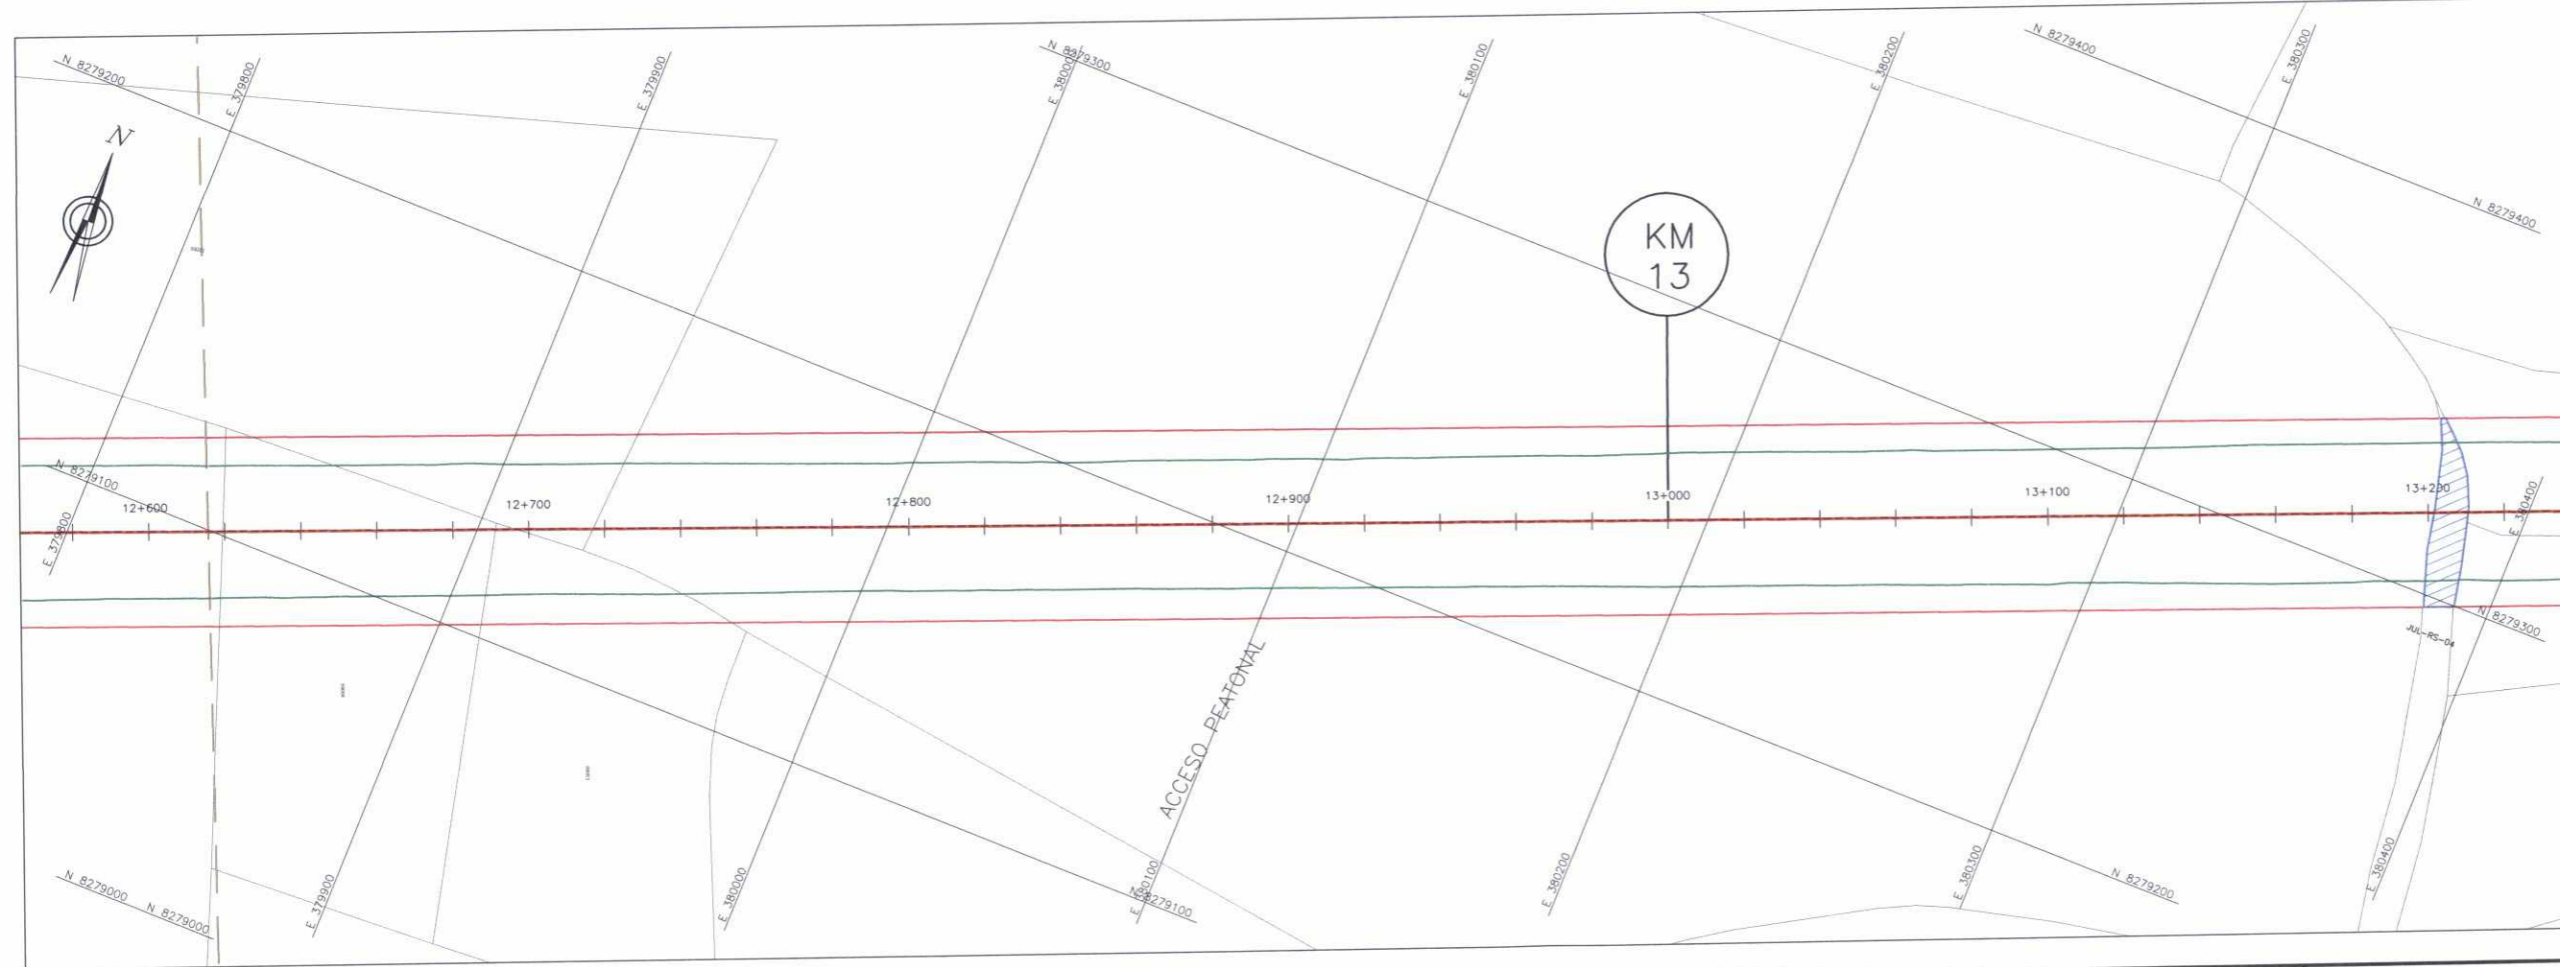 N 8279200
E 379800
E 379900
E 380000
N 8279300
E 380100
E 380200
N 8279400
E 380300
N
N 8279400
KM
13
N 8279100
12+600
12+700
12+800
12+900
13+000
13+100
13+200
E 380400
E 379800
N 8279300
JUL-RS-04
ACCESO PEATONAL
N 8279000
N 8279000
E 379900
E 380000
E 380100
N 8279100
E 380200
E 380300
N 8279200
E 380400